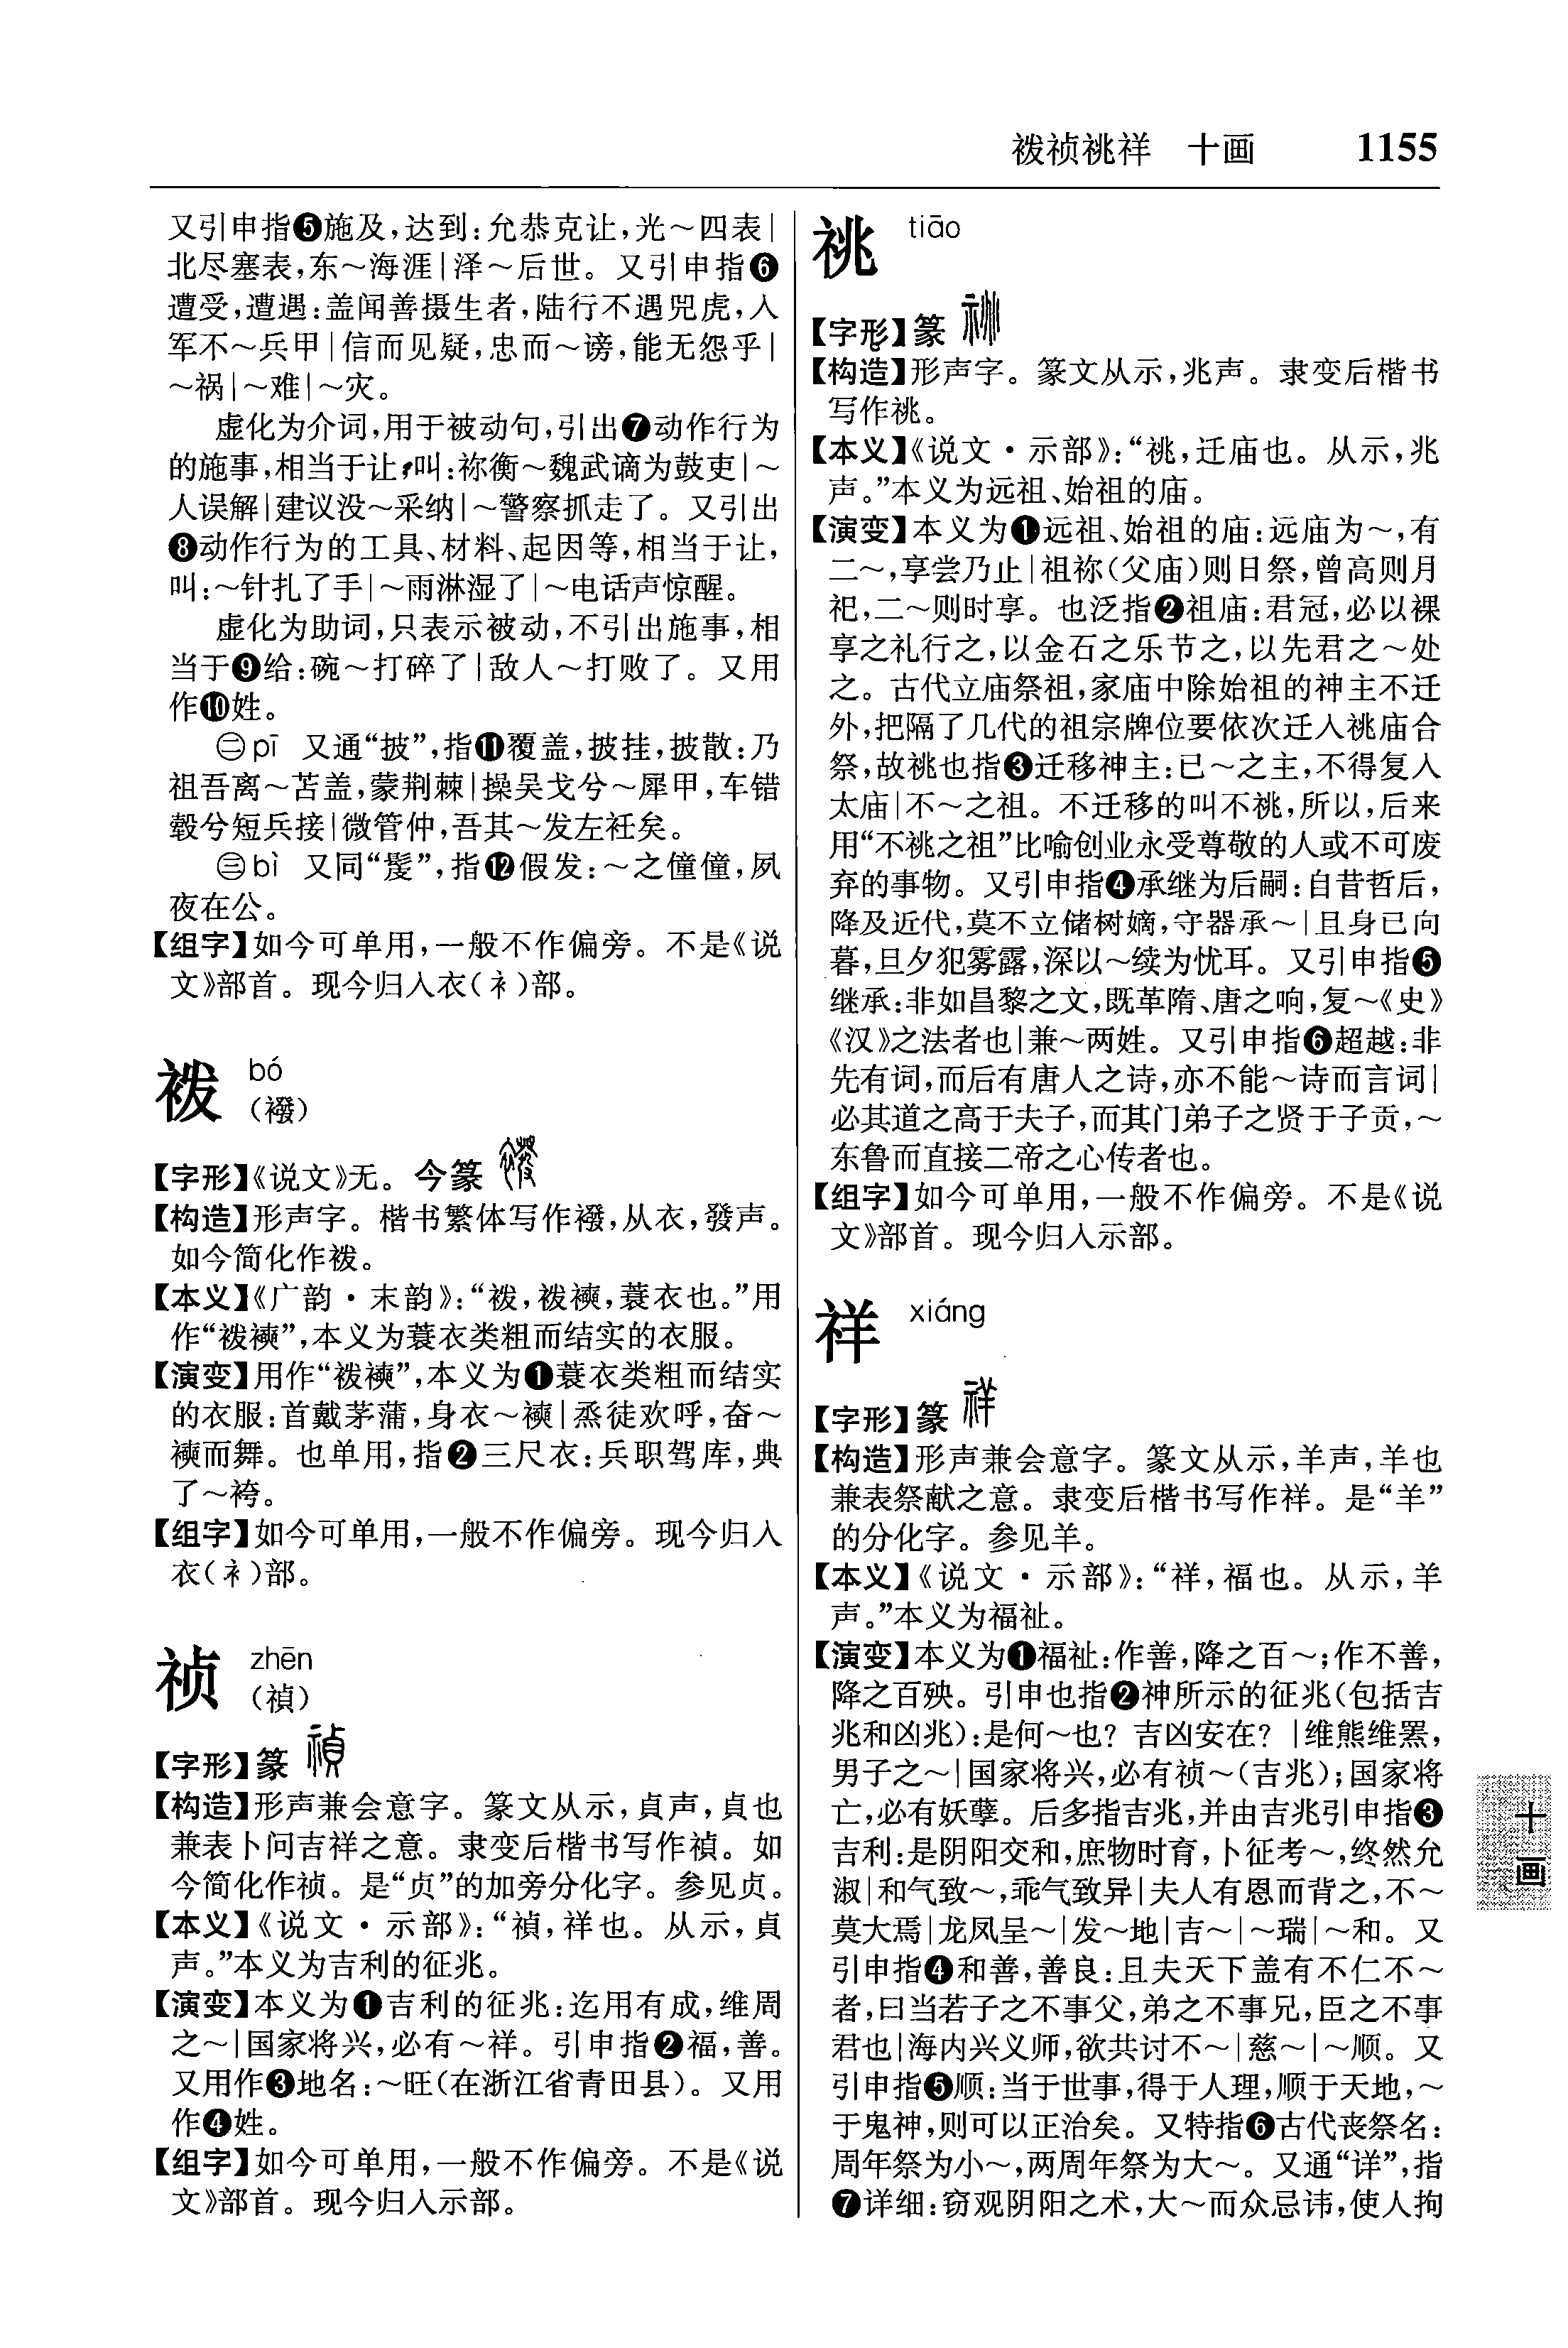 袯祯祧祥　十画　1155
又引申指❺施及,达到:允恭克让,光～四表|
北尽塞表,东～海涯|泽～后世。又引申指❻
遭受,遭遇:盖闻善摄生者,陆行不遇兕虎,入
军不～兵甲|信而见疑,忠而～谤,能无怨乎|
～祸|～难|～灾。
虚化为介词,用于被动句,引出❼动作行为
的施事,相当于让,叫:祢衡～魏武谪为鼓吏|～
人误解|建议没～采纳|～警察抓走了。又引出
❽动作行为的工具、材料、起因等,相当于让,
叫:～针扎了手|～雨淋湿了|～电话声惊醒。
虚化为助词,只表示被动,不引出施事,相
当于❾给:碗～打碎了|敌人～打败了。又用
作❿姓。
㊁pī 又通“披”,指⓫覆盖,披挂,披散:乃
祖吾离～苫盖,蒙荆棘|操吴戈兮～犀甲,车错
毂兮短兵接|微管仲,吾其～发左衽矣。
㊂bì 又同“髲”,指⓬假发:～之僮僮,夙
夜在公。
【组字】如今可单用,一般不作偏旁。不是《说
文》部首。现今归入衣(衤)部。
袯 bó
(襏)
【字形】《说文》无。今篆
【构造】形声字。楷书繁体写作襏,从衣,發声。
如今简化作袯。
【本义】《广韵·末韵》:“袯,袯襫,蓑衣也。”用
作“袯襫”,本义为蓑衣类粗而结实的衣服。
【演变】用作“袯襫”,本义为❶蓑衣类粗而结实
的衣服:首戴茅蒲,身衣～襫|烝徒欢呼,奋～
襫而舞。也单用,指❷三尺衣:兵职驾库,典
了～袴。
【组字】如今可单用,一般不作偏旁。现今归入
衣(衤)部。
祯 zhēn
(禎)
【字形】篆
【构造】形声兼会意字。篆文从示,貞声,貞也
兼表卜问吉祥之意。隶变后楷书写作禎。如
今简化作祯。是“贞”的加旁分化字。参见贞。
【本义】《说文·示部》:“禎,祥也。从示,貞
声。”本义为吉利的征兆。
【演变】本义为❶吉利的征兆:迄用有成,维周
之～|国家将兴,必有～祥。引申指❷福,善。
又用作❸地名:～旺(在浙江省青田县)。又用
作❹姓。
【组字】如今可单用,一般不作偏旁。不是《说
文》部首。现今归入示部。
祧 tiāo
【字形】篆
【构造】形声字。篆文从示,兆声。隶变后楷书
写作祧。
【本义】《说文·示部》:“祧,迁庙也。从示,兆
声。”本义为远祖、始祖的庙。
【演变】本义为❶远祖、始祖的庙:远庙为～,有
二～,享尝乃止|祖祢(父庙)则日祭,曾高则月
祀,二～则时享。也泛指❷祖庙:君冠,必以裸
享之礼行之,以金石之乐节之,以先君之～处
之。古代立庙祭祖,家庙中除始祖的神主不迁
外,把隔了几代的祖宗牌位要依次迁入祧庙合
祭,故祧也指❸迁移神主:已～之主,不得复入
太庙|不～之祖。不迁移的叫不祧,所以,后来
用“不祧之祖”比喻创业永受尊敬的人或不可废
弃的事物。又引申指❹承继为后嗣:自昔哲后,
降及近代,莫不立储树嫡,守器承～|且身已向
暮,旦夕犯雾露,深以～续为忧耳。又引申指❺
继承:非如昌黎之文,既革隋、唐之响,复～《史》
《汉》之法者也|兼～两姓。又引申指❻超越:非
先有词,而后有唐人之诗,亦不能～诗而言词|
必其道之高于夫子,而其门弟子之贤于子贡,～
东鲁而直接二帝之心传者也。
【组字】如今可单用,一般不作偏旁。不是《说
文》部首。现今归入示部。
祥 xiáng
【字形】篆
【构造】形声兼会意字。篆文从示,羊声,羊也
兼表祭献之意。隶变后楷书写作祥。是“羊”
的分化字。参见羊。
【本义】《说文·示部》:“祥,福也。从示,羊
声。”本义为福祉。
【演变】本义为❶福祉:作善,降之百～;作不善,
降之百殃。引申也指❷神所示的征兆(包括吉
兆和凶兆):是何～也？吉凶安在？|维熊维罴,
男子之～|国家将兴,必有祯～(吉兆);国家将
亡,必有妖孽。后多指吉兆,并由吉兆引申指❸
吉利:是阴阳交和,庶物时育,卜征考～,终然允
淑|和气致～,乖气致异|夫人有恩而背之,不～
莫大焉|龙凤呈～|发～地|吉～|～瑞|～和。又
引申指❹和善,善良:且夫天下盖有不仁不～
者,曰当若子之不事父,弟之不事兄,臣之不事
君也|海内兴义师,欲共讨不～|慈～|～顺。又
引申指❺顺:当于世事,得于人理,顺于天地,～
于鬼神,则可以正治矣。又特指❻古代丧祭名:
周年祭为小～,两周年祭为大～。又通“详”,指
❼详细:窃观阴阳之术,大～而众忌讳,使人拘
十
画